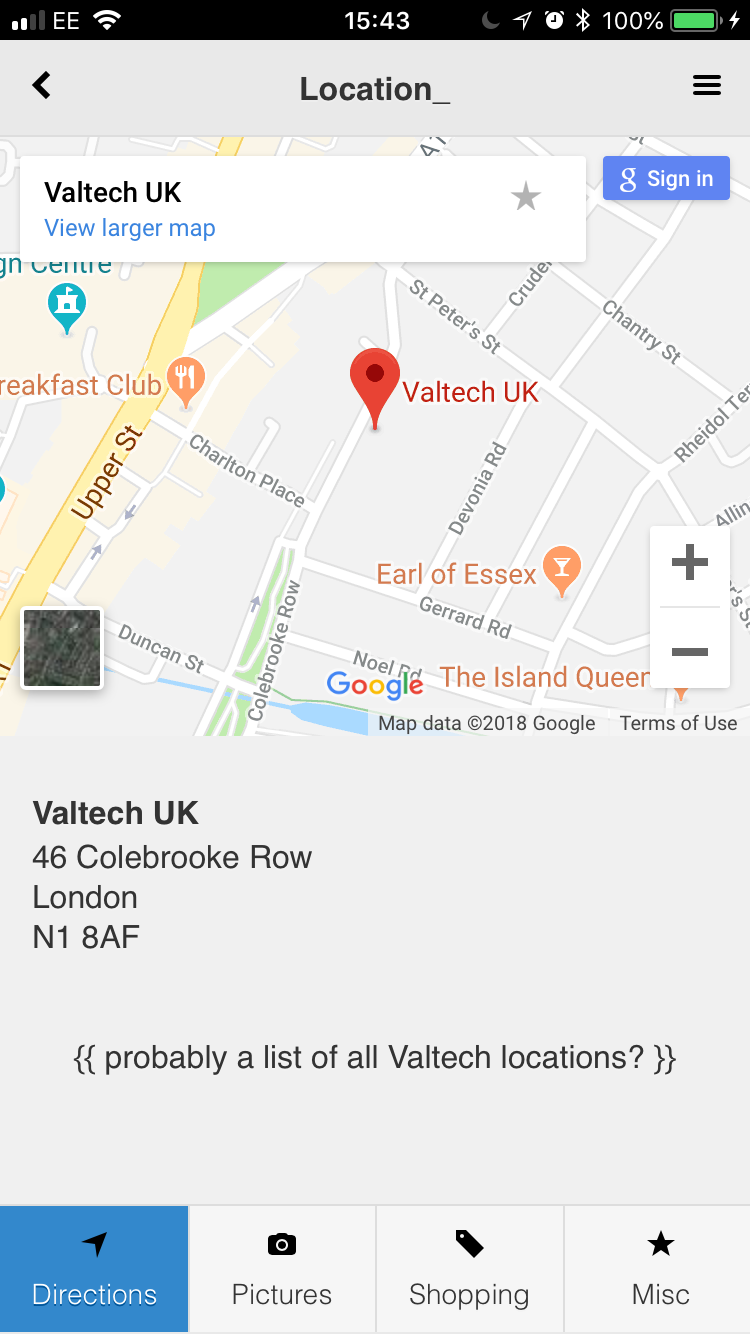 EE 15:43 100%
Location_
Valtech UK
View larger map
Sign in
gn Centre
St Peter's St
Cruden
Chantry St
reakfast Club
Valtech UK
Rheidol Ter
Upper St
Charlton Place
Devonia Rd
Allin
Earl of Essex
Gerrard Rd
r's St
Colebrooke Row
Duncan St
Noel Rd
Google
The Island Queen
Map data ©2018 Google Terms of Use
Valtech UK
46 Colebrooke Row
London
N1 8AF
{{ probably a list of all Valtech locations? }}
Directions Pictures Shopping Misc